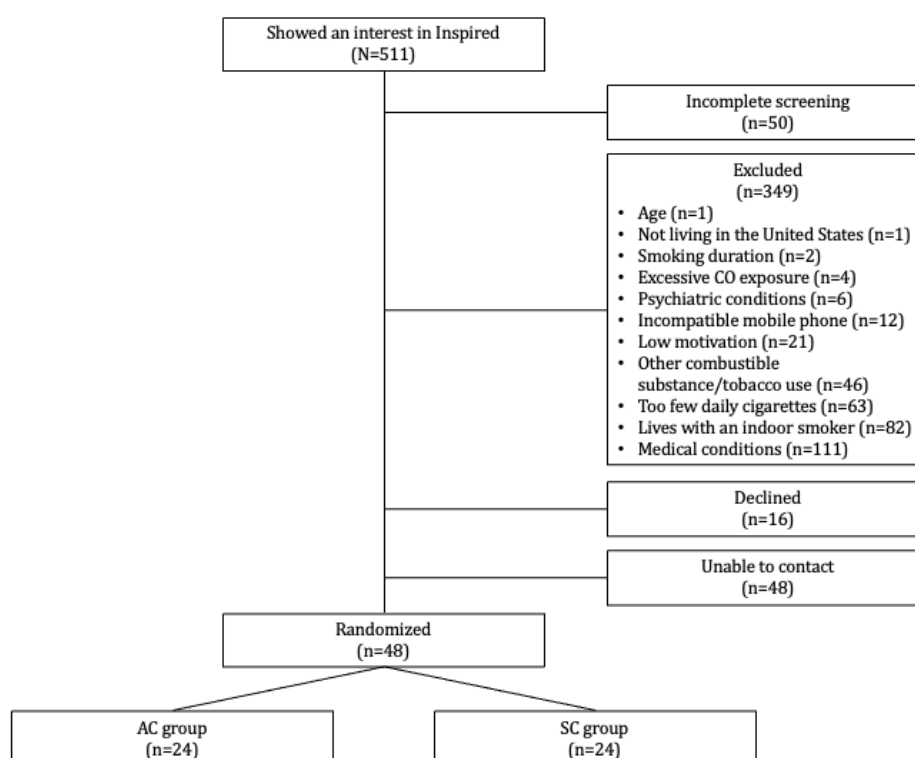 Showed an interest in Inspired
(N=511)
Incomplete screening
(n=50)
Excluded
(n=349)
• Age (n=1)
• Not living in the United States (n=1)
• Smoking duration (n=2)
• Excessive CO exposure (n=4)
• Psychiatric conditions (n=6)
• Incompatible mobile phone (n=12)
• Low motivation (n=21)
• Other combustible
substance/tobacco use (n=46)
• Too few daily cigarettes (n=63)
• Lives with an indoor smoker (n=82)
• Medical conditions (n=111)
Declined
(n=16)
Unable to contact
(n=48)
Randomized
(n=48)
AC group
(n=24)
SC group
(n=24)